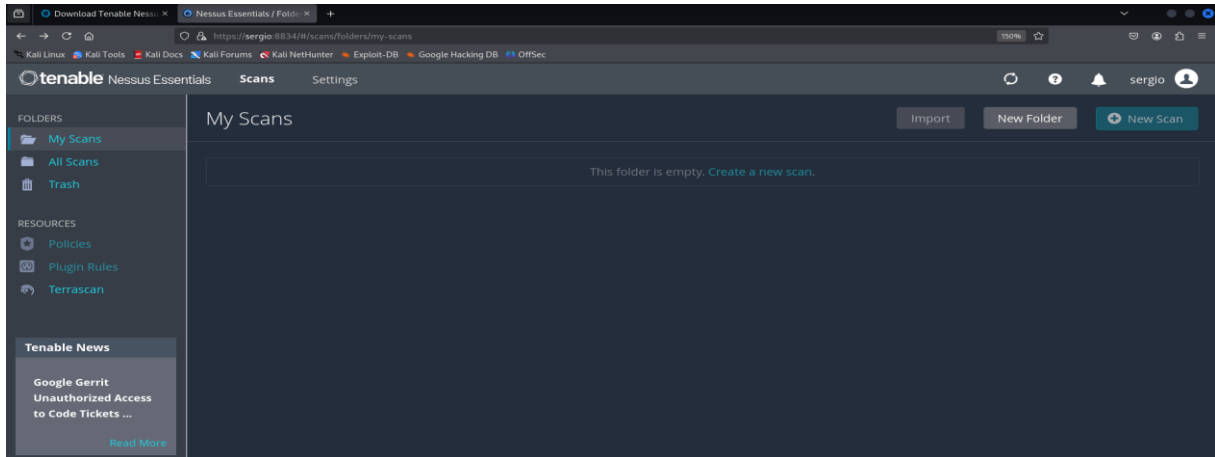 Download Tenable Nessu
Nessus Essentials / Folde
https://sergio:8834/#/scans/folders/my-scans
150%
Kali Linux Kali Tools Kali Docs Kali Forums Kali NetHunter Exploit-DB Google Hacking DB OffSec
tenable Nessus Essentials Scans Settings sergio
FOLDERS
My Scans
All Scans
Trash
RESOURCES
Policies
Plugin Rules
Terrascan
Tenable News
Google Gerrit
Unauthorized Access
to Code Tickets ...
Read More
My Scans
Import New Folder New Scan
This folder is empty. Create a new scan.